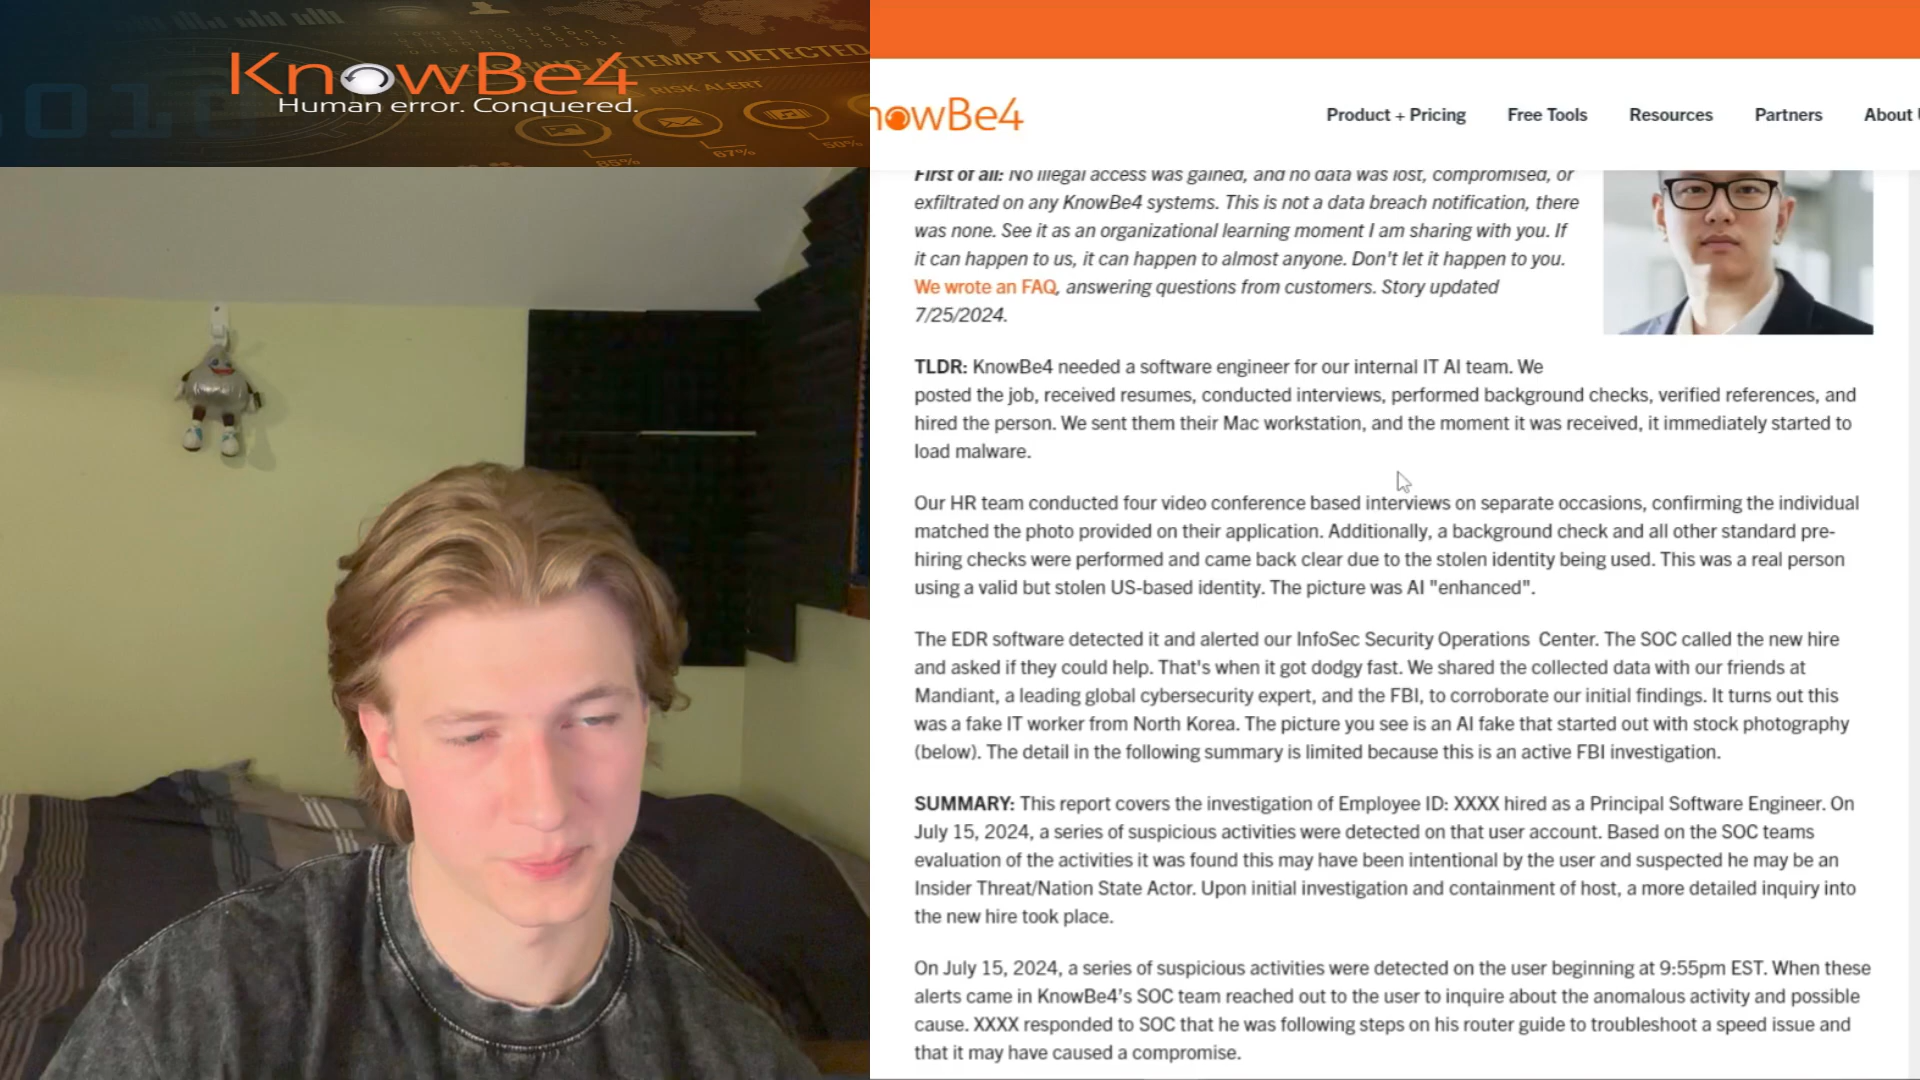 KnowBe4
Human error. Conquered.
ATTEMPT DETECTED
RISK ALERT
010
85%
67%
50%
nowBe4
Product + Pricing
Free Tools
Resources
Partners
About
First of all: No illegal access was gained, and no data was lost, compromised, or
exfiltrated on any KnowBe4 systems. This is not a data breach notification, there
was none. See it as an organizational learning moment I am sharing with you. If
it can happen to us, it can happen to almost anyone. Don't let it happen to you.
We wrote an FAQ, answering questions from customers. Story updated
7/25/2024.
TLDR: KnowBe4 needed a software engineer for our internal IT AI team. We
posted the job, received resumes, conducted interviews, performed background checks, verified references, and
hired the person. We sent them their Mac workstation, and the moment it was received, it immediately started to
load malware.
Our HR team conducted four video conference based interviews on separate occasions, confirming the individual
matched the photo provided on their application. Additionally, a background check and all other standard pre-
hiring checks were performed and came back clear due to the stolen identity being used. This was a real person
using a valid but stolen US-based identity. The picture was AI "enhanced".
The EDR software detected it and alerted our InfoSec Security Operations Center. The SOC called the new hire
and asked if they could help. That's when it got dodgy fast. We shared the collected data with our friends at
Mandiant, a leading global cybersecurity expert, and the FBI, to corroborate our initial findings. It turns out this
was a fake IT worker from North Korea. The picture you see is an AI fake that started out with stock photography
(below). The detail in the following summary is limited because this is an active FBI investigation.
SUMMARY: This report covers the investigation of Employee ID: XXXX hired as a Principal Software Engineer. On
July 15, 2024, a series of suspicious activities were detected on that user account. Based on the SOC teams
evaluation of the activities it was found this may have been intentional by the user and suspected he may be an
Insider Threat/Nation State Actor. Upon initial investigation and containment of host, a more detailed inquiry into
the new hire took place.
On July 15, 2024, a series of suspicious activities were detected on the user beginning at 9:55pm EST. When these
alerts came in KnowBe4's SOC team reached out to the user to inquire about the anomalous activity and possible
cause. XXXX responded to SOC that he was following steps on his router guide to troubleshoot a speed issue and
that it may have caused a compromise.